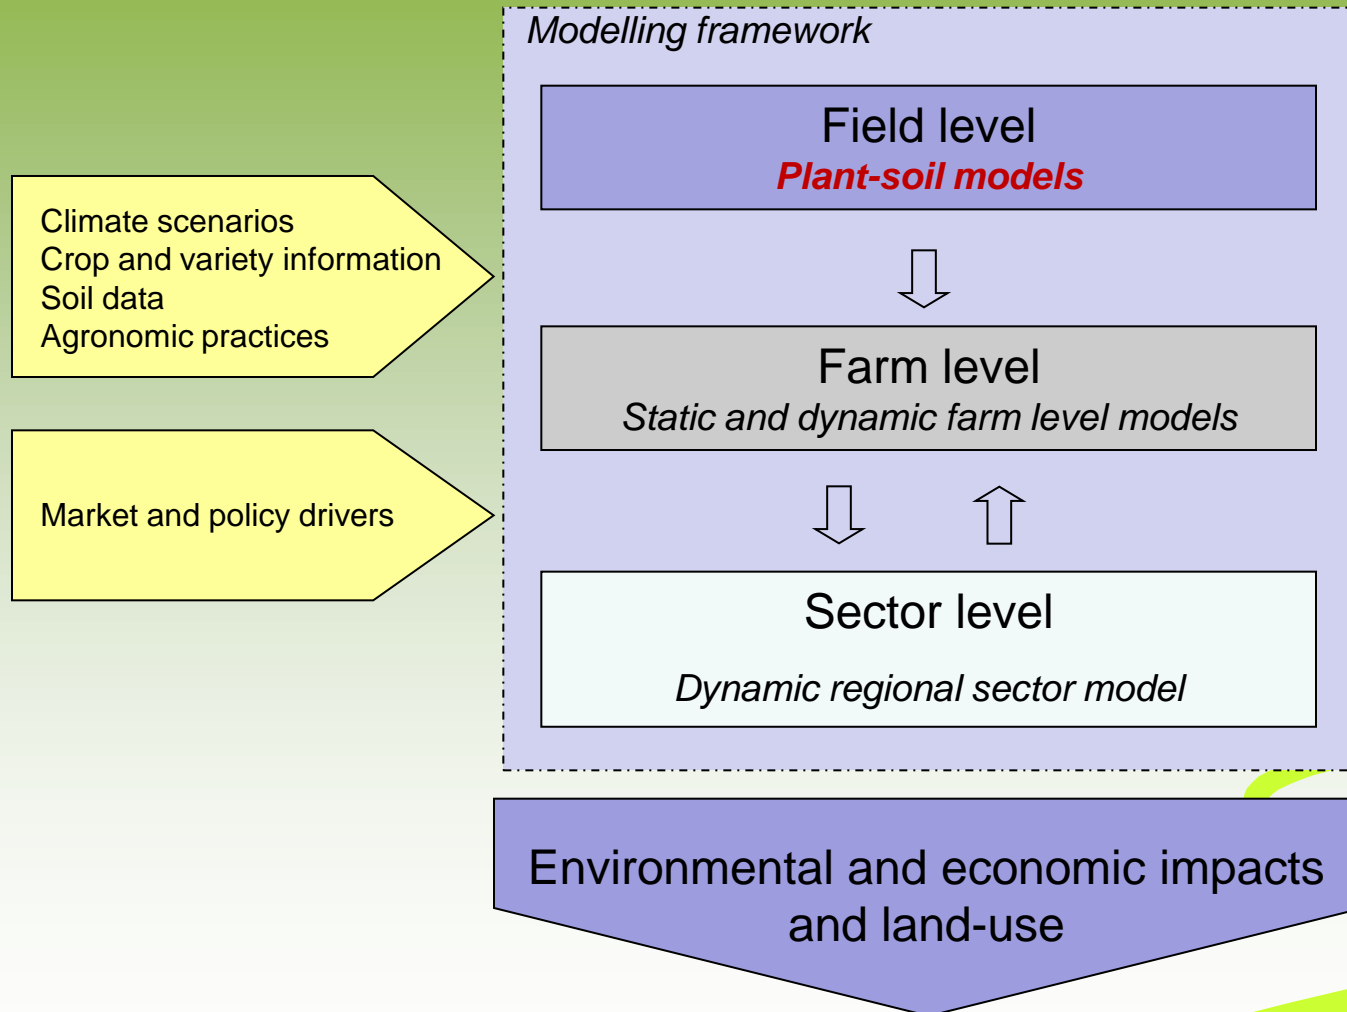 Modelling framework
Field level
Plant-soil models
Climate scenarios
Crop and variety information
Soil data
Agronomic practices
Farm level
Static and dynamic farm level models
Market and policy drivers
Sector level
Dynamic regional sector model
Environmental and economic impacts
and land-use